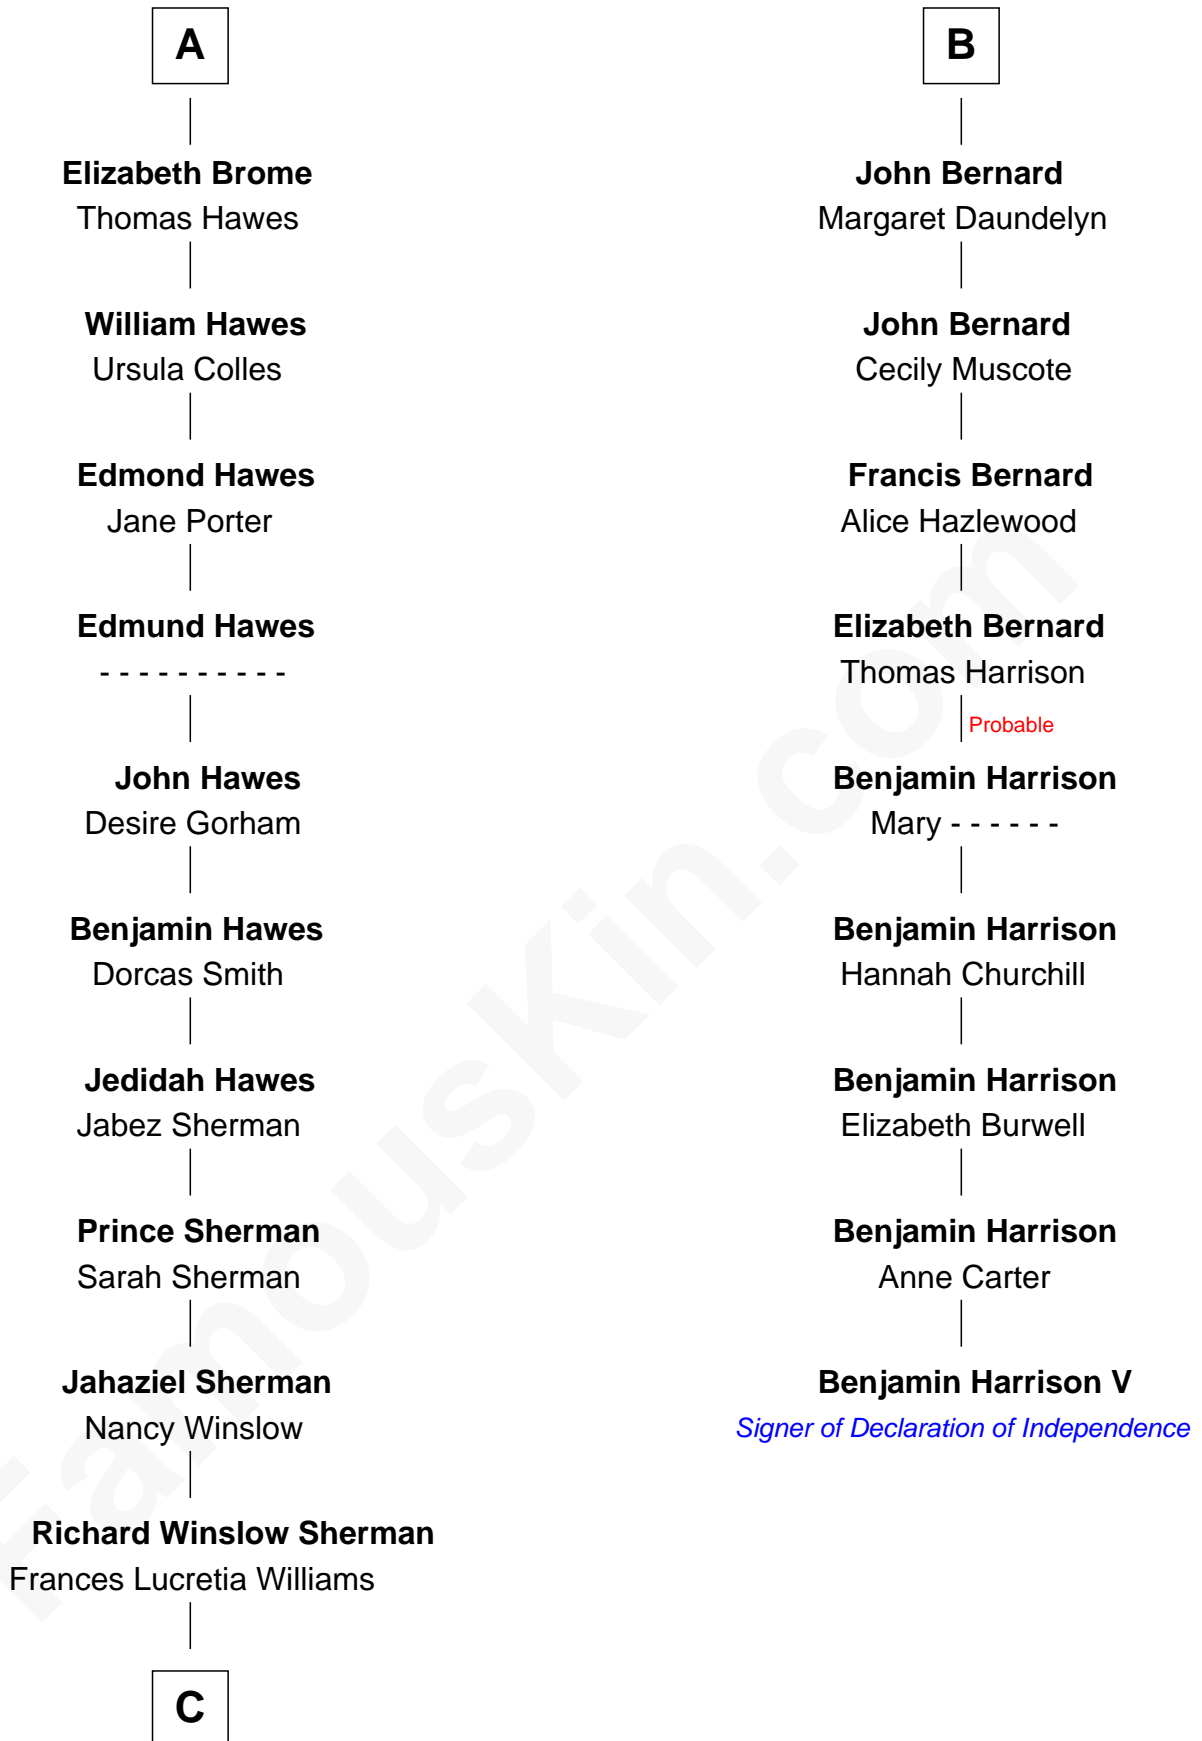 A
Elizabeth Brome
Thomas Hawes
William Hawes
Ursula Colles
Edmond Hawes
Jane Porter
Edmund Hawes
- - - - - - - - - -
John Hawes
Desire Gorham
Benjamin Hawes
Dorcas Smith
Jedidah Hawes
Jabez Sherman
Prince Sherman
Sarah Sherman
Jahaziel Sherman
Nancy Winslow
Richard Winslow Sherman
Frances Lucretia Williams
C
B
John Bernard
Margaret Daundelyn
John Bernard
Cecily Muscote
Francis Bernard
Alice Hazlewood
Elizabeth Bernard
Thomas Harrison
Probable
Benjamin Harrison
Mary - - - - - -
Benjamin Harrison
Hannah Churchill
Benjamin Harrison
Elizabeth Burwell
Benjamin Harrison
Anne Carter
Benjamin Harrison V
Signer of Declaration of Independence
FamousKin.com